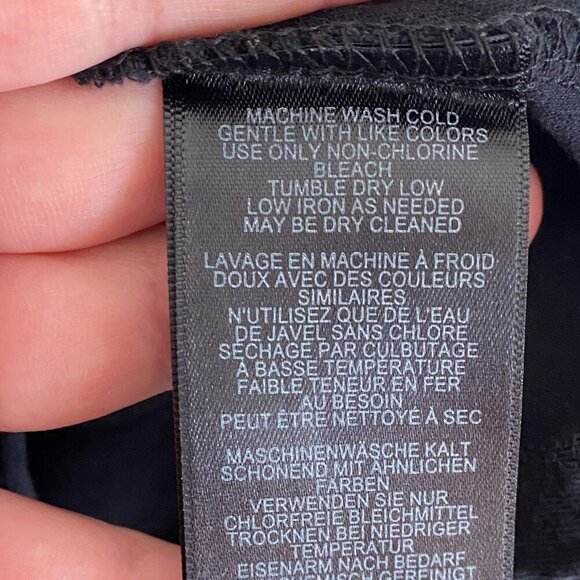 MACHINE WASH COLD
GENTLE WITH LIKE COLORS
USE ONLY NON-CHLORINE
BLEACH
TUMBLE DRY LOW
LOW IRON AS NEEDED
MAY BE DRY CLEANED
LAVAGE EN MACHINE À FROID
DOUX AVEC DES COULEURS
SIMILAIRES
N'UTILISEZ QUE DE L'EAU
DE JAVEL SANS CHLORE
SÉCHAGE PAR CULBUTAGE
À BASSE TEMPÉRATURE
FAIBLE TENEUR EN FER
AU BESOIN
PEUT ÊTRE NETTOYÉ À SEC
MASCHINENWÄSCHE KALT
SCHONEND MIT ÄHNLICHEN
FARBEN
VERWENDEN SIE NUR
CHLORFREIE BLEICHMITTEL
TROCKNEN BEI NIEDRIGER
TEMPERATUR
EISENARM NACH BEDARF